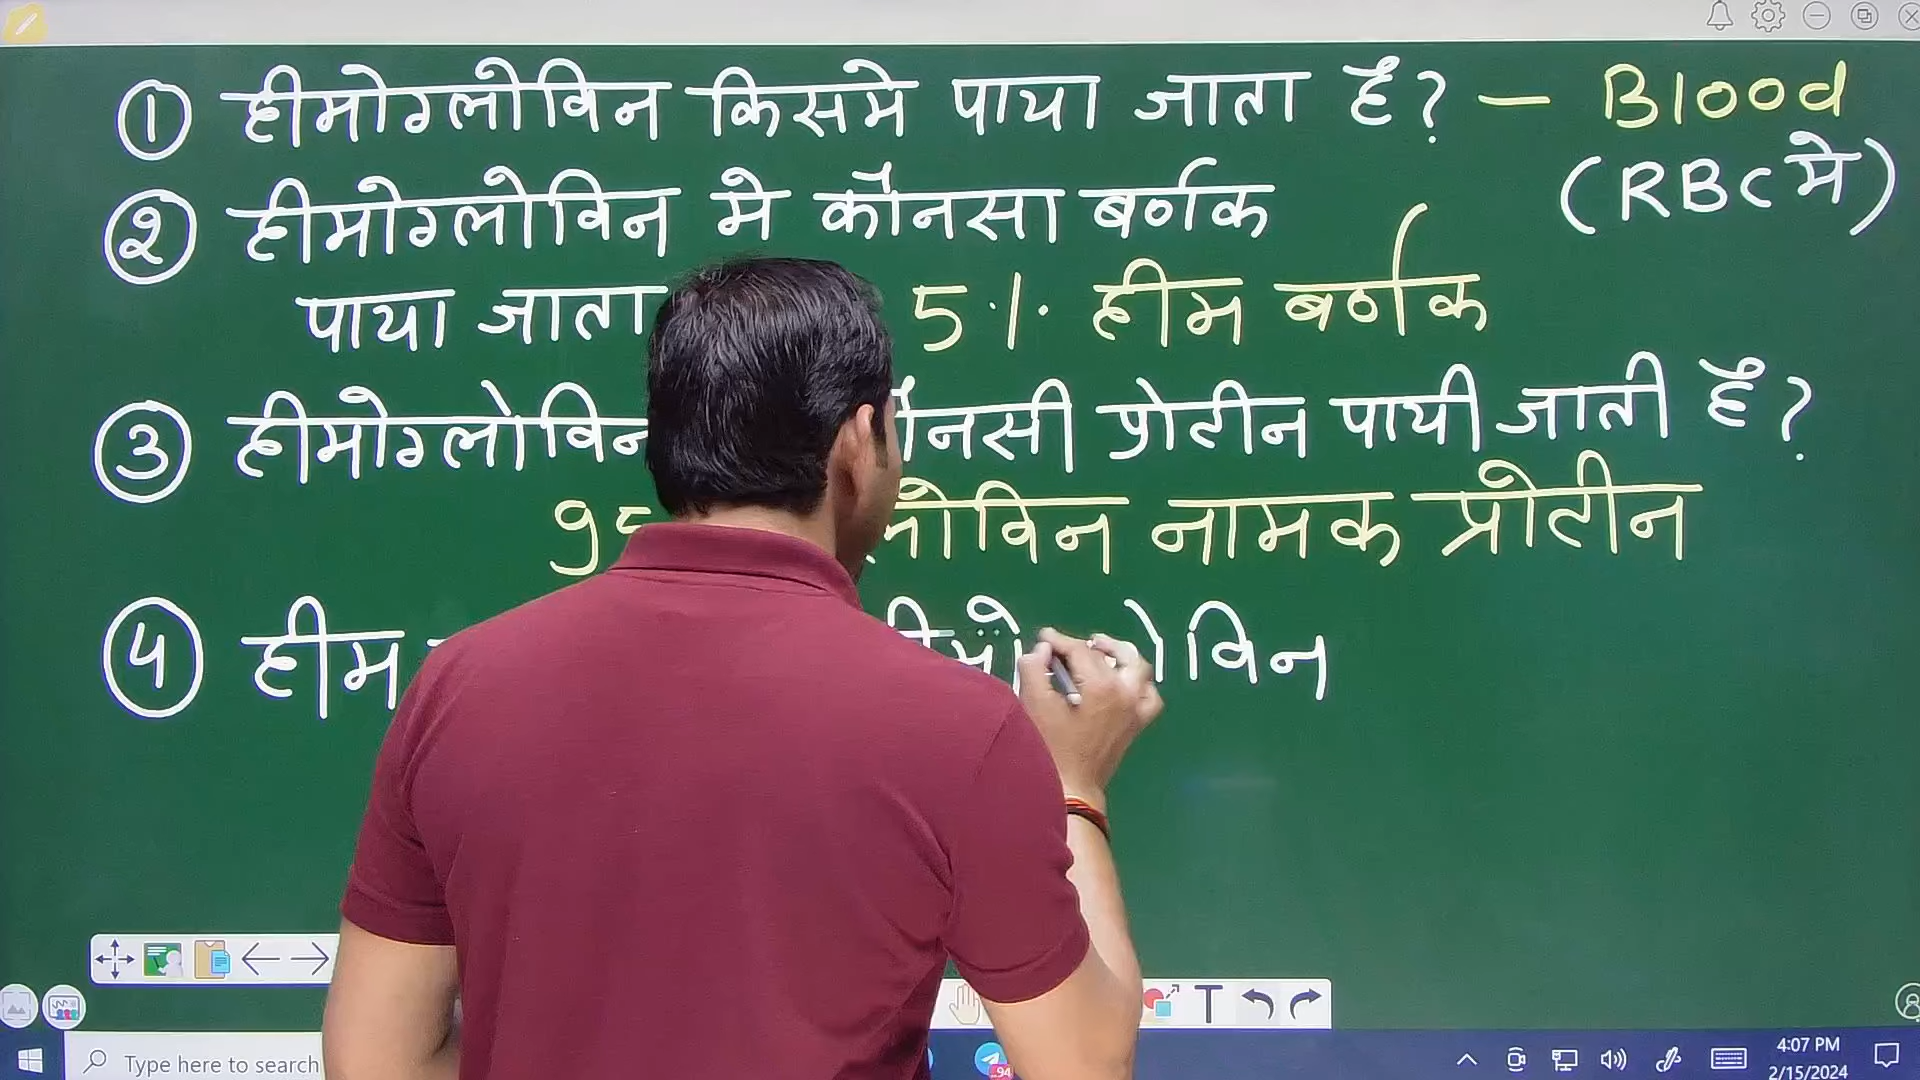 ① हीमोग्लोविन किसमे पाया जाता है? — Blood
(RBC मे)
② हीमोग्लोविन मे कौनसा बर्णक
पाया जाता 5% हीम बर्णक
③ हीमोग्लोविन प्रोटीन पायी जाती है?
नामक प्रोटीन
④ हीम
Type here to search
94
4:07 PM
2/15/2024